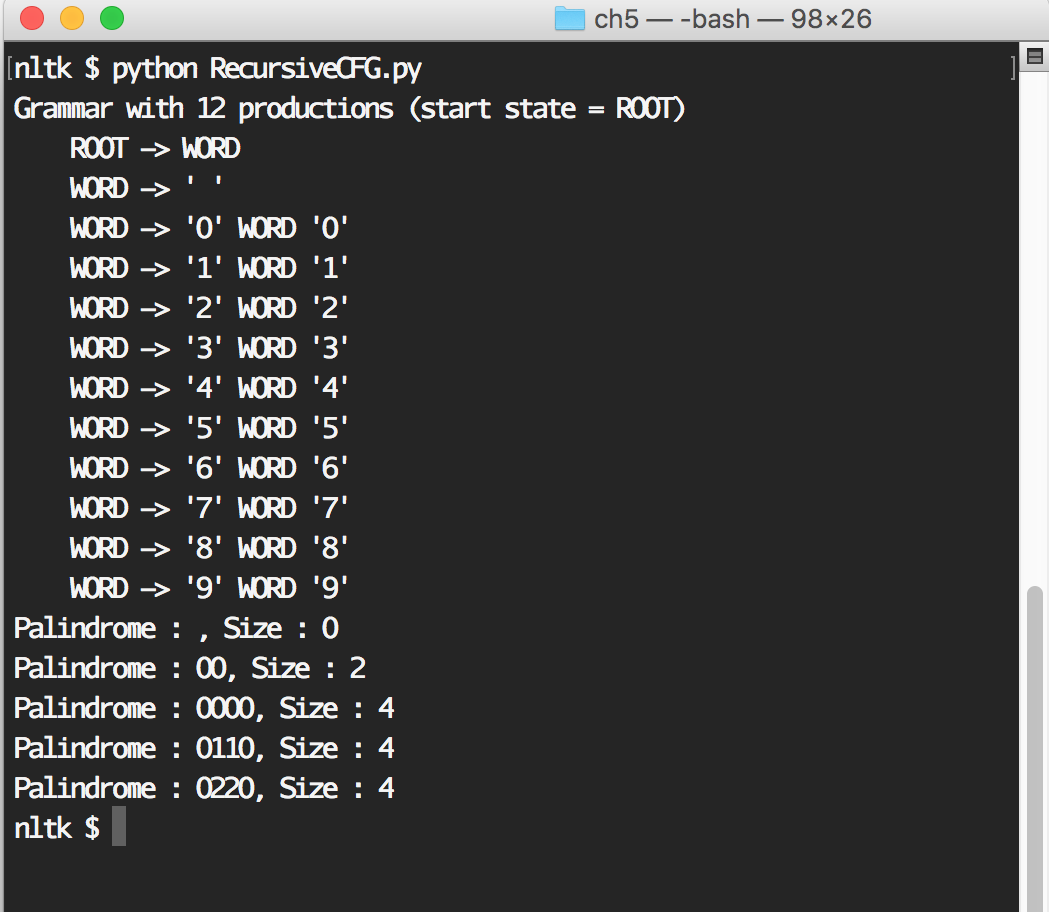 ch5 — -bash — 98×26
[nltk $ python RecursiveCFG.py ]
Grammar with 12 productions (start state = ROOT)
    ROOT -> WORD
    WORD -> ' '
    WORD -> '0' WORD '0'
    WORD -> '1' WORD '1'
    WORD -> '2' WORD '2'
    WORD -> '3' WORD '3'
    WORD -> '4' WORD '4'
    WORD -> '5' WORD '5'
    WORD -> '6' WORD '6'
    WORD -> '7' WORD '7'
    WORD -> '8' WORD '8'
    WORD -> '9' WORD '9'
Palindrome : , Size : 0
Palindrome : 00, Size : 2
Palindrome : 0000, Size : 4
Palindrome : 0110, Size : 4
Palindrome : 0220, Size : 4
nltk $